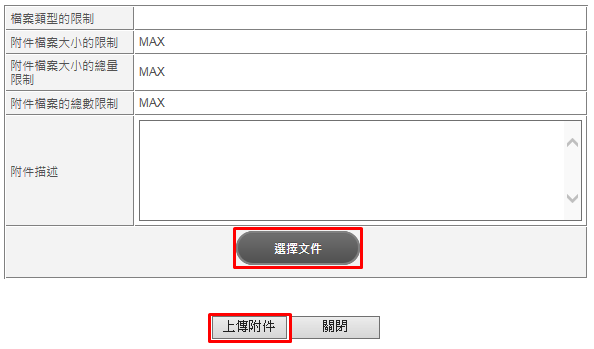 檔案類型的限制
附件檔案大小的限制 MAX
附件檔案大小的總量
限制 MAX
附件檔案的總數限制 MAX
附件描述
選擇文件
上傳附件 關閉